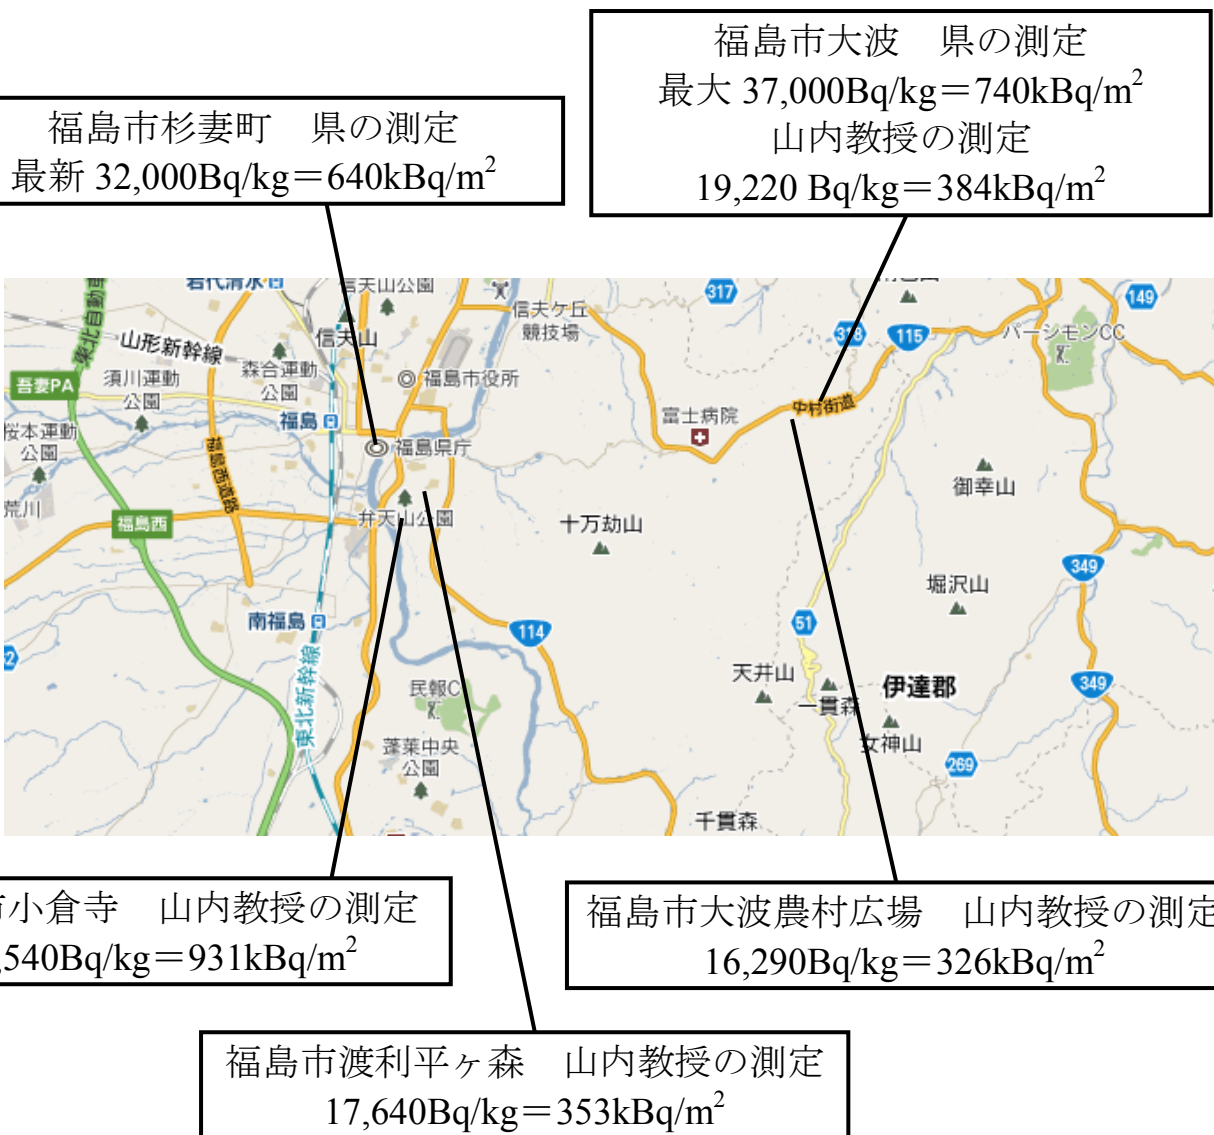 福島市大波　県の測定
最大 37,000Bq/kg＝740kBq/m²
山内教授の測定
19,220 Bq/kg＝384kBq/m²
福島市杉妻町　県の測定
最新 32,000Bq/kg＝640kBq/m²
岩代清水
信夫山公園
317
149
東北自動車
山形新幹線
信夫山
信夫ケ丘
競技場
318
115
パーシモンCC
吾妻PA
須川運動
公園
森合運動
公園
福島市役所
福島
富士病院
中村街道
桜本運動
公園
福島西道路
福島県庁
御幸山
荒川
福島西
弁天山公園
十万劫山
349
堀沢山
南福島
114
51
東北新幹線
民報C
天井山
一貫森
伊達郡
349
女神山
蓬莱中央
公園
269
千貫森
市小倉寺　山内教授の測定
,540Bq/kg＝931kBq/m²
福島市大波農村広場　山内教授の測定
16,290Bq/kg＝326kBq/m²
福島市渡利平ヶ森　山内教授の測定
17,640Bq/kg＝353kBq/m²